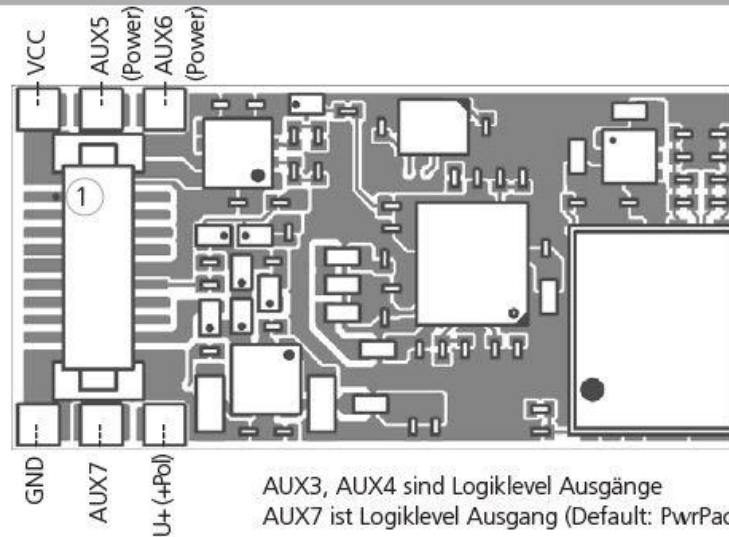 VCC
AUX5
(Power)
AUX6
(Power)
1
GND
AUX7
U+ (+Pol)
AUX3, AUX4 sind Logiklevel Ausgänge
AUX7 ist Logiklevel Ausgang (Default: PwrPac